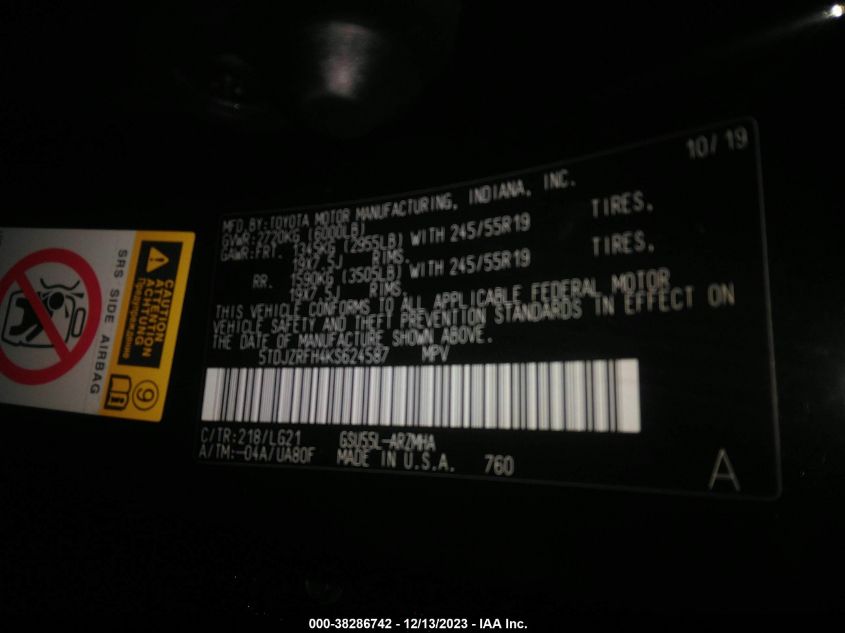 10/ 19
MFD.BY:TOYOTA MOTOR MANUFACTURING, INDIANA, INC.
GVWR:2720KG (6000LB)
GAWR:FRT. 1345KG (2955LB) WITH 245/55R19 TIRES,
19X7.5J RIMS.
RR. 1590KG (3505LB) WITH 245/55R19 TIRES,
19X7.5J RIMS.
THIS VEHICLE CONFORMS TO ALL APPLICABLE FEDERAL MOTOR
VEHICLE SAFETY AND THEFT PREVENTION STANDARDS IN EFFECT ON
THE DATE OF MANUFACTURE SHOWN ABOVE.
5TDJZRFH4KS624587 MPV
C/TR:218/LG21 GSU55L-ARZMHA
A/TM:-04A/UA80F MADE IN U.S.A. 760
A
SRS SIDE AIRBAG
CAUTION
ATTENTION
ACHTUNG
Предупреждение
9
000-38286742 - 12/13/2023 - IAA Inc.